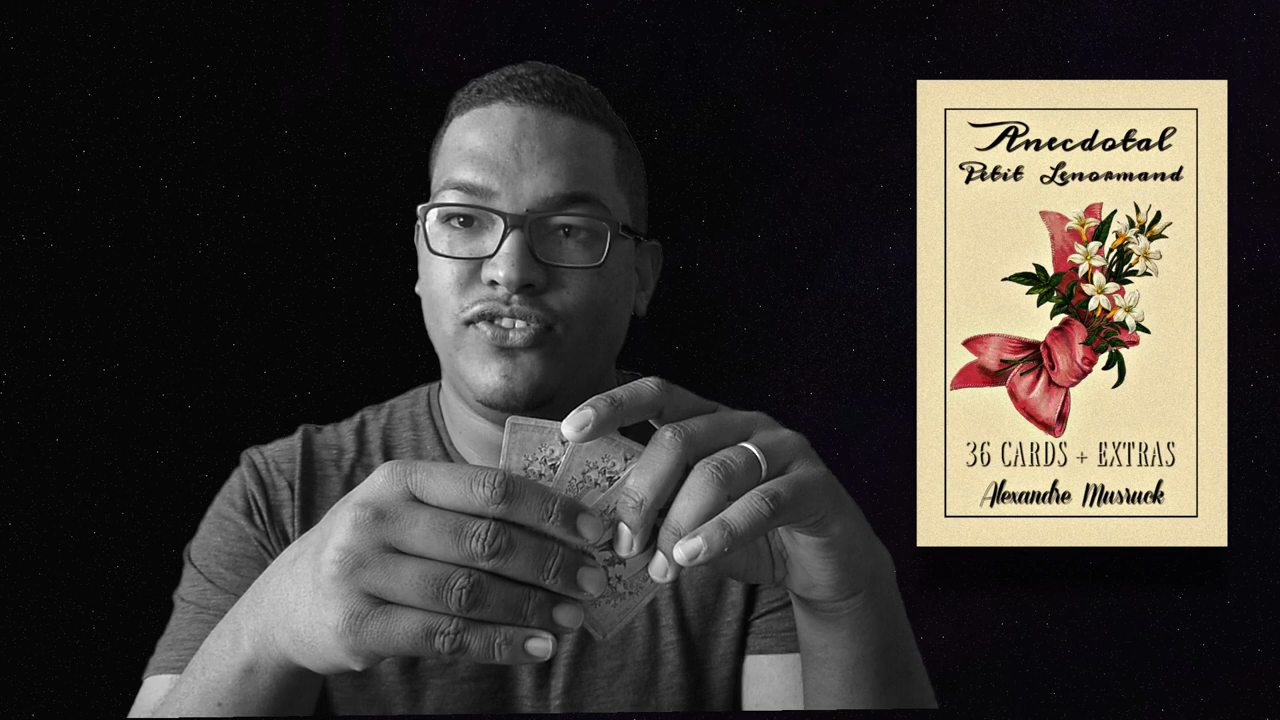 Anecdotal
Petit Lenormand
36 CARDS + EXTRAS
Alexandre Musruck